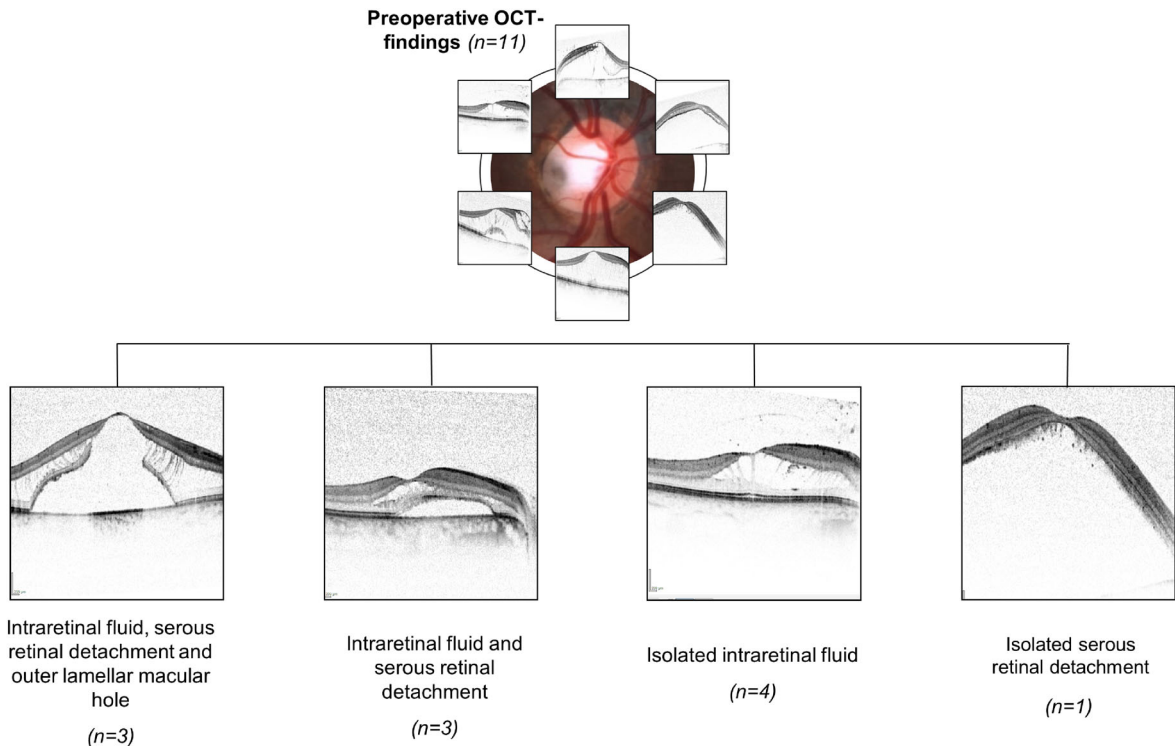 Preoperative OCT-
findings (n=11)
Intraretinal fluid, serous
retinal detachment and
outer lamellar macular
hole
(n=3)
Intraretinal fluid and
serous retinal
detachment
(n=3)
Isolated intraretinal fluid
(n=4)
Isolated serous
retinal detachment
(n=1)